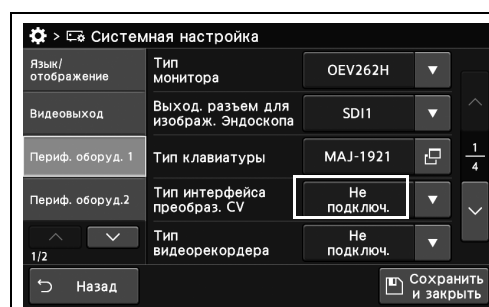 > Системная настройка
Язык/
отображение
Видеовыход
Периф. оборуд. 1
Периф. оборуд.2
1/2
Тип
монитора
OEV262H
Выход. разъем для
изображ. Эндоскопа
SDI1
Тип клавиатуры
MAJ-1921
Тип интерфейса
преобраз. CV
Не
подключ.
Тип
видеорекордера
Не
подключ.
1
4
Назад
Сохранить
и закрыть